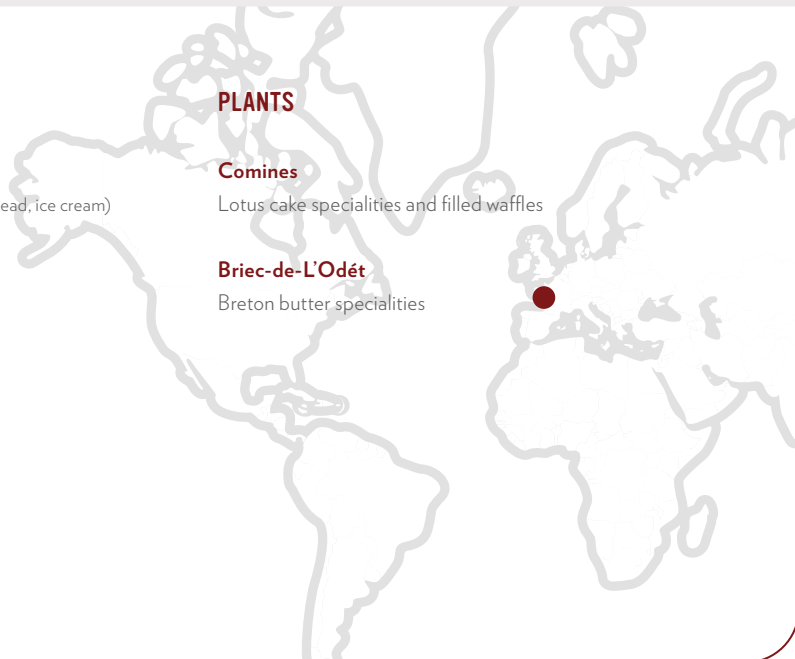 PLANTS
Comines
ead, ice cream)
Lotus cake specialities and filled waffles
Briec-de-L’Odét
Breton butter specialities